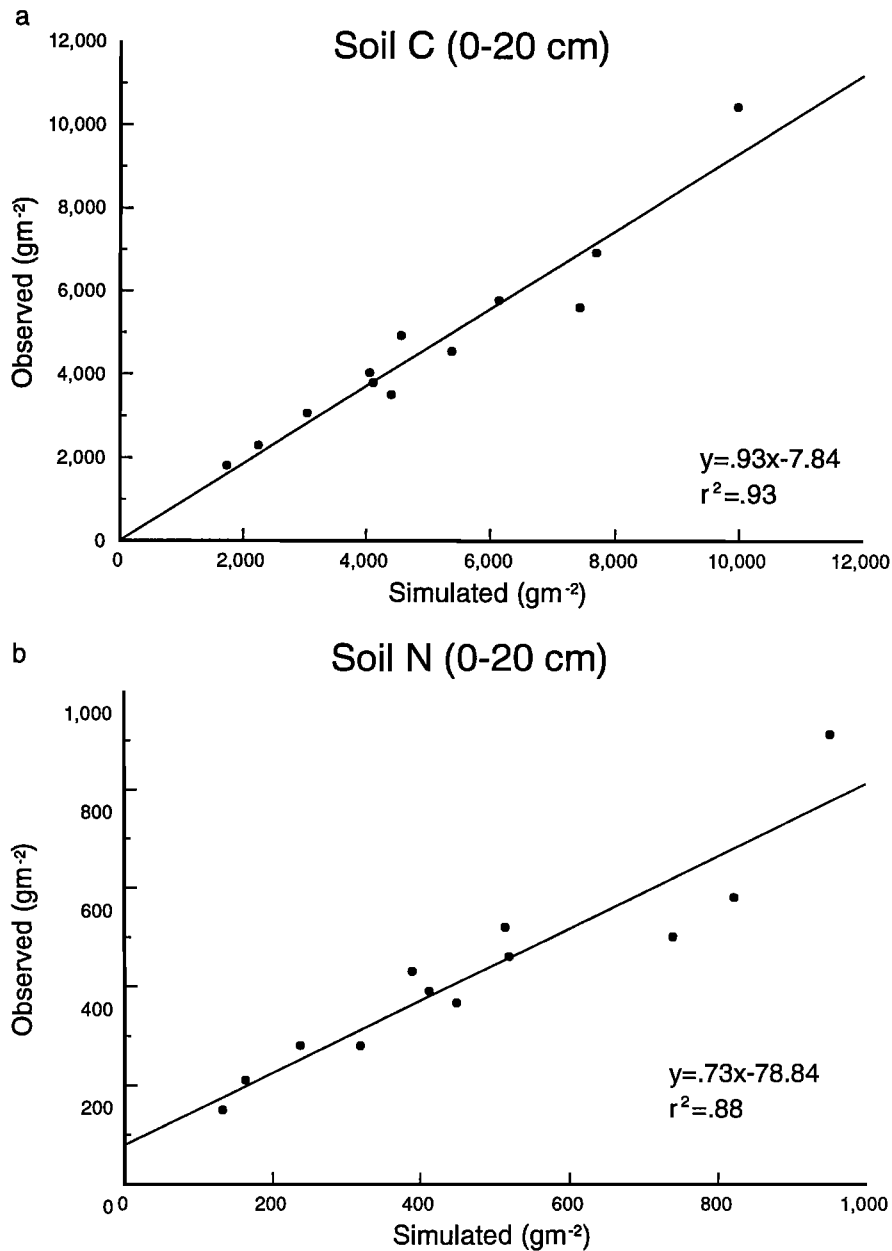 a
Soil C (0-20 cm)
12,000
10,000
8,000
6,000
4,000
2,000
0
Observed (gm⁻²)
y=.93x-7.84
r²=.93
0 2,000 4,000 6,000 8,000 10,000 12,000
Simulated (gm⁻²)
b
Soil N (0-20 cm)
1,000
800
600
400
200
0
Observed (gm⁻²)
y=.73x-78.84
r²=.88
0 200 400 600 800 1,000
Simulated (gm⁻²)